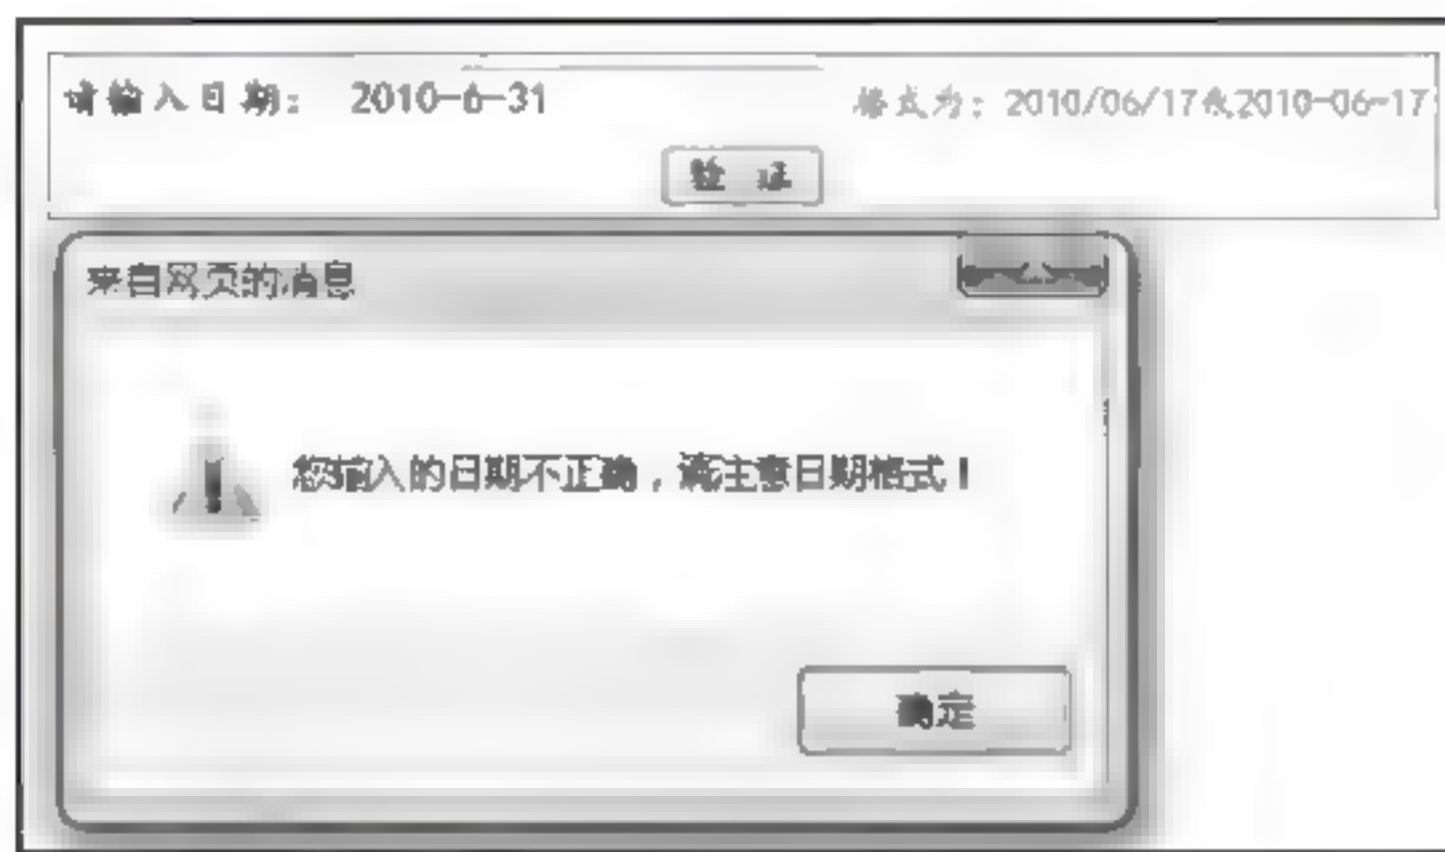 请输入日期： 2010-6-31 格式为：2010/06/17或2010-06-17
验 证
来自网页的消息
您输入的日期不正确，请注意日期格式！
确定